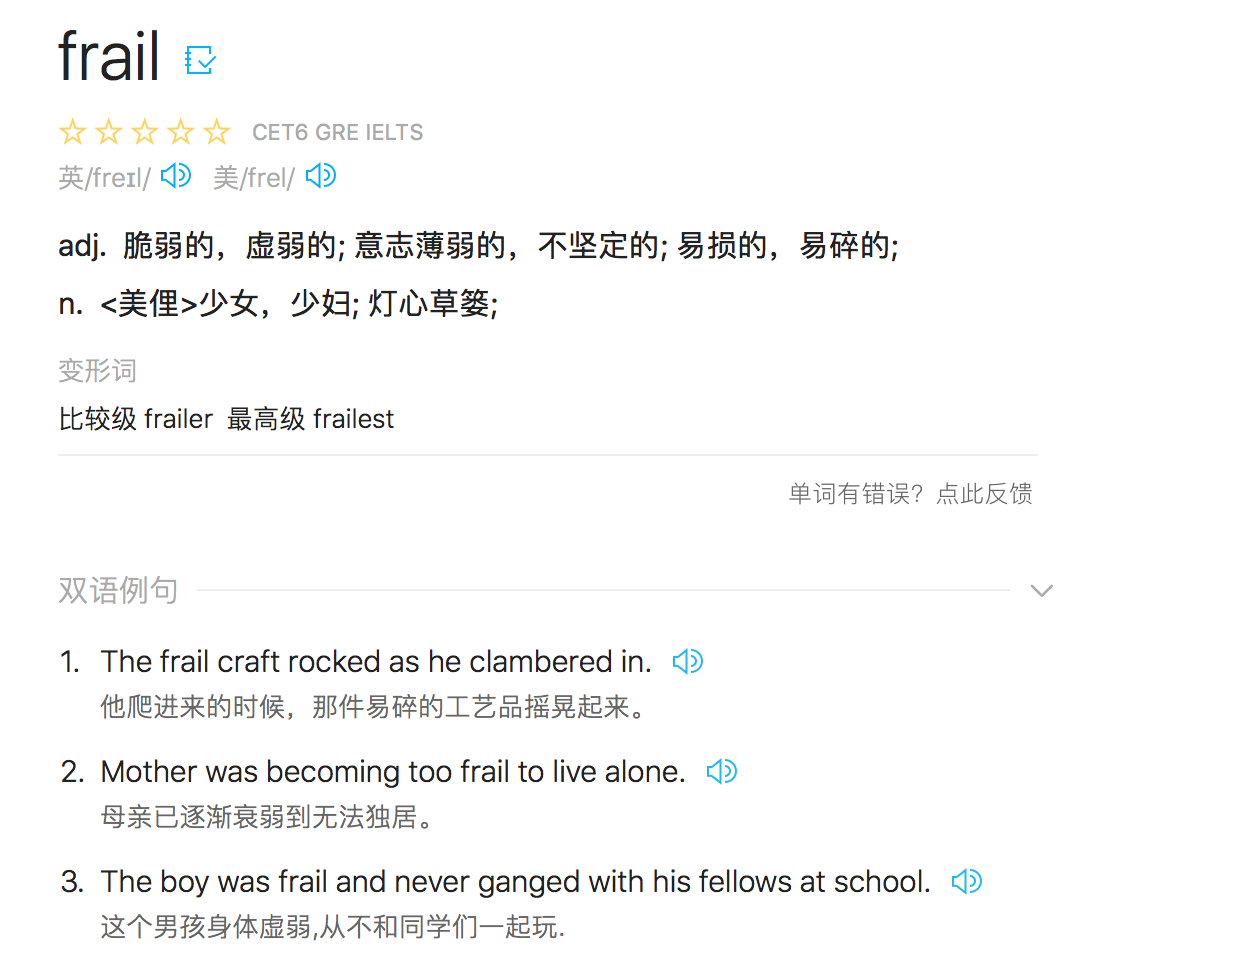 frail
CET6 GRE IELTS
英/freɪl/ 美/frel/
adj. 脆弱的，虚弱的; 意志薄弱的，不坚定的; 易损的，易碎的;
n. <美俚>少女，少妇; 灯心草篓;
变形词
比较级 frailer 最高级 frailest
单词有错误？点此反馈
双语例句
1. The frail craft rocked as he clambered in.
他爬进来的时候，那件易碎的工艺品摇晃起来。
2. Mother was becoming too frail to live alone.
母亲已逐渐衰弱到无法独居。
3. The boy was frail and never ganged with his fellows at school.
这个男孩身体虚弱,从不和同学们一起玩.